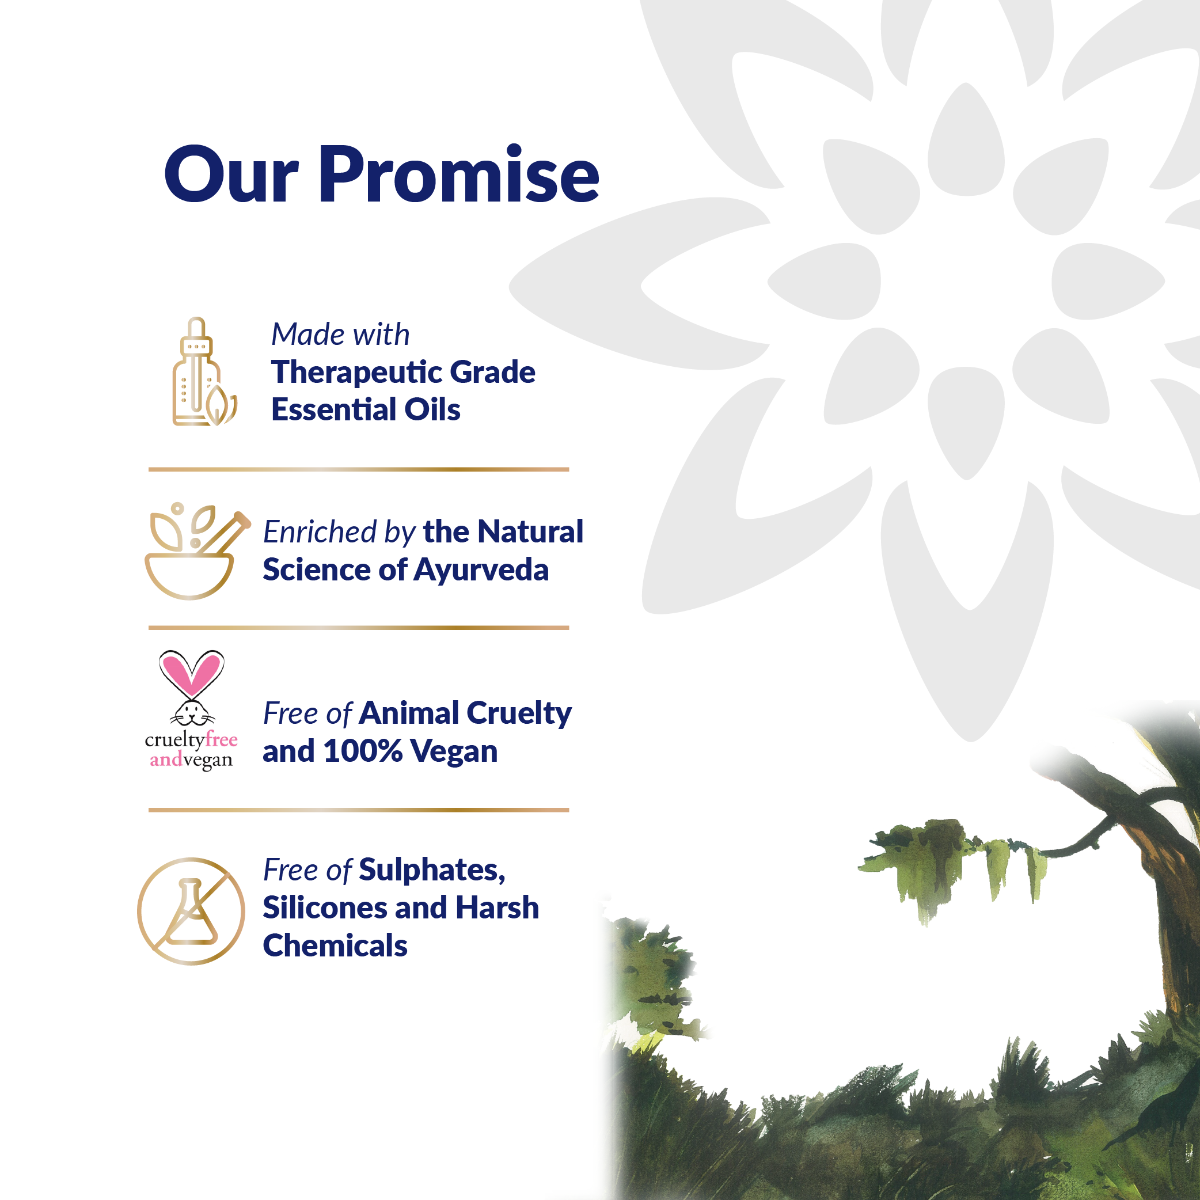 Our Promise
Made with
Therapeutic Grade
Essential Oils
Enriched by the Natural
Science of Ayurveda
crueltyfree
andvegan
Free of Animal Cruelty
and 100% Vegan
Free of Sulphates,
Silicones and Harsh
Chemicals